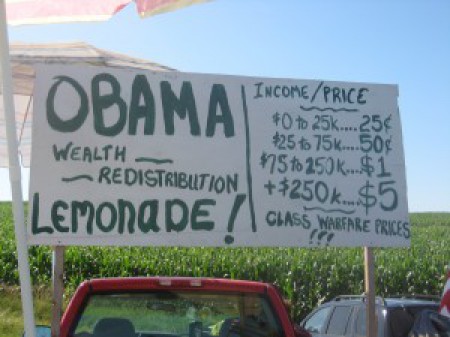 OBAMA
WEALTH
REDISTRIBUTION
LEMONADE!
INCOME/PRICE
$0 TO 25K....25¢
$25 TO 75K....50¢
$75 TO 250K....$1
+$250K....$5
CLASS WARFARE PRICES
!!!